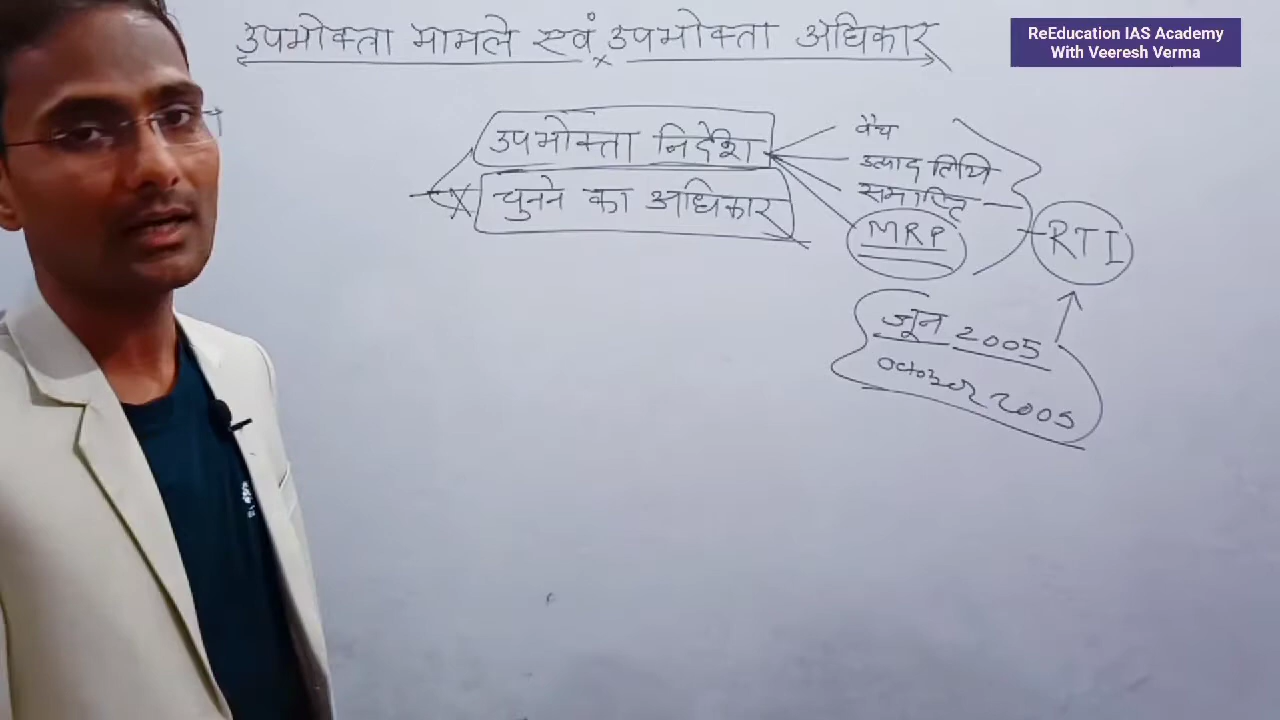 उपभोक्ता मामले एवं उपभोक्ता अधिकार
ReEducation IAS Academy
With Veeresh Verma
उपभोक्ता निर्देश
चुनने का अधिकार
वैच
उत्पाद तिथि
समाप्ति
MRP
RTI
जून 2005
October 2005